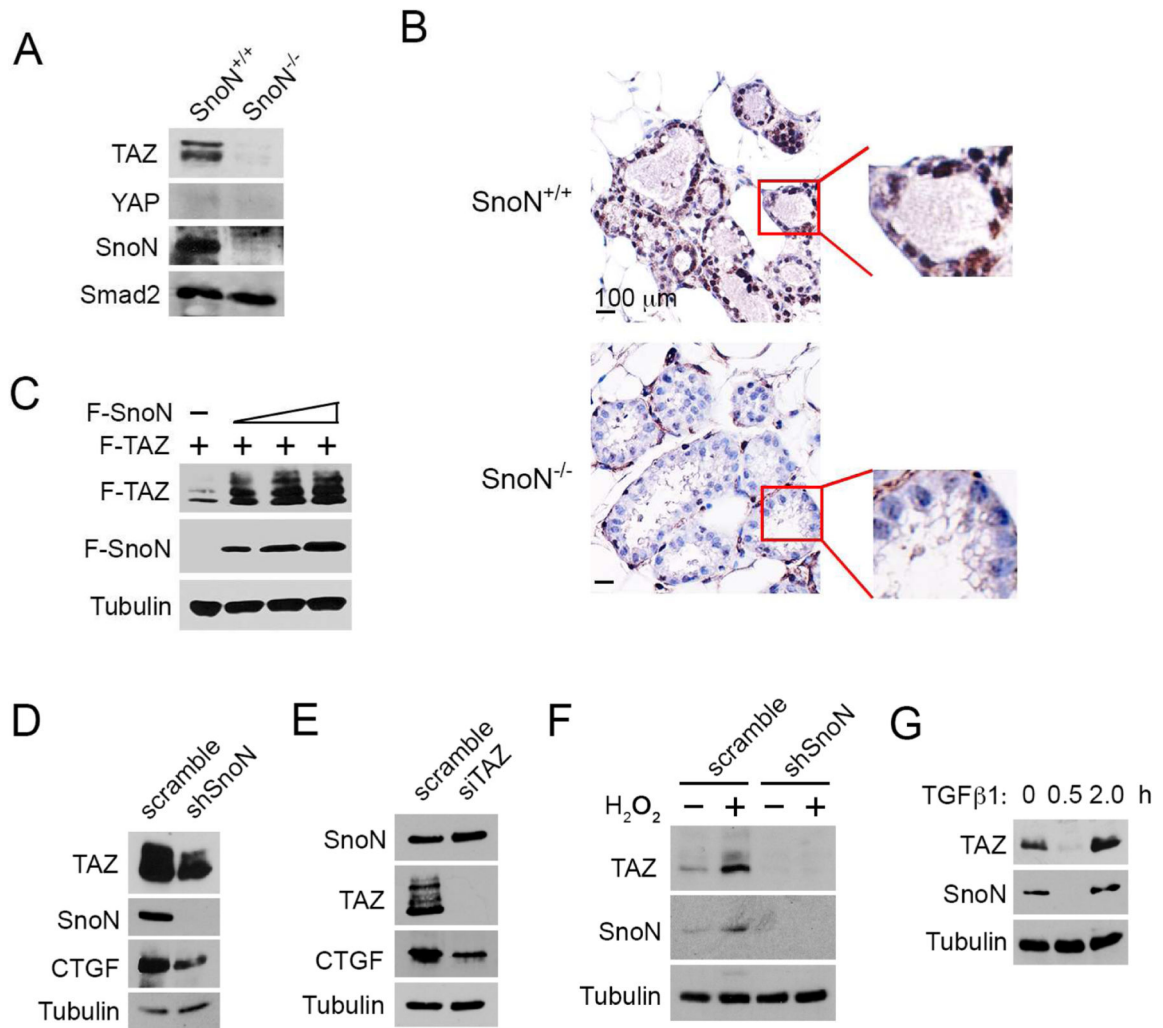 A
SnoN+/+
SnoN-/-
TAZ
YAP
SnoN
Smad2
B
SnoN+/+
100 μm
SnoN-/-
C
F-SnoN −
F-TAZ + + + +
F-TAZ
F-SnoN
Tubulin
D
scramble
shSnoN
TAZ
SnoN
CTGF
Tubulin
E
scramble
siTAZ
SnoN
TAZ
CTGF
Tubulin
F
scramble
shSnoN
H2O2 − + − +
TAZ
SnoN
Tubulin
G
TGFβ1: 0 0.5 2.0 h
TAZ
SnoN
Tubulin